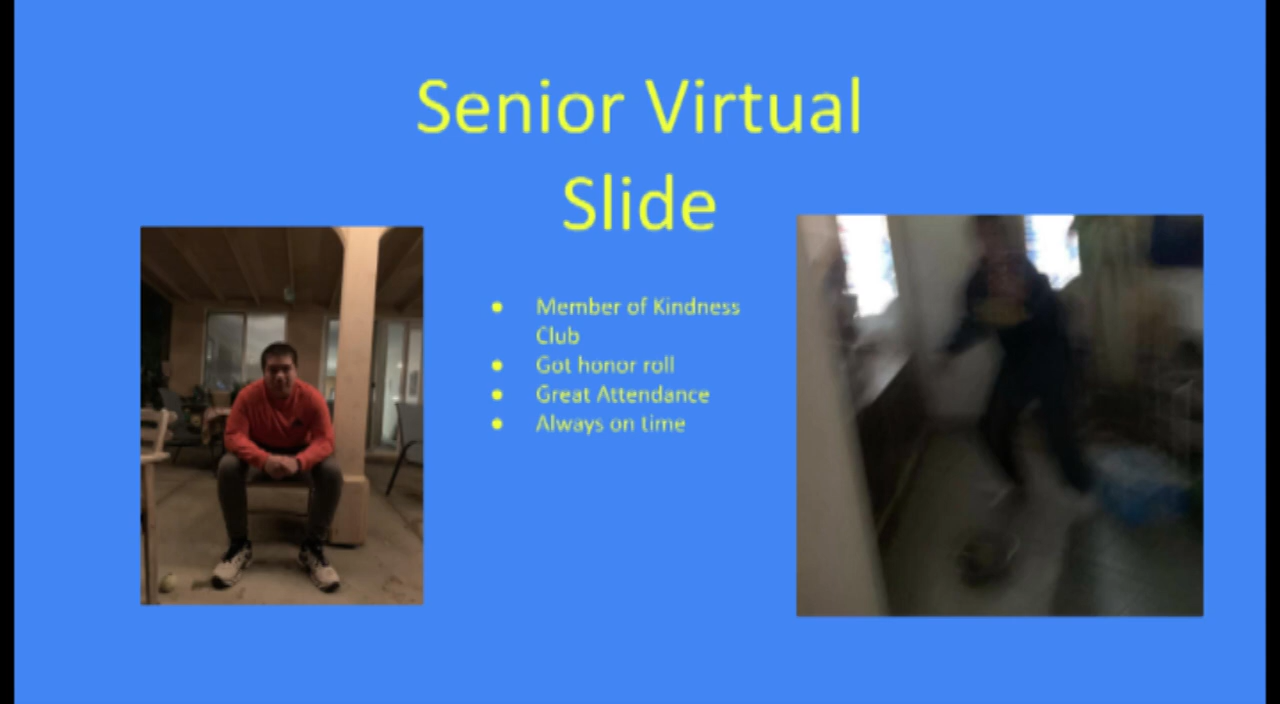 Senior Virtual
Slide
Member of Kindness
Club
Got honor roll
Great Attendance
Always on time